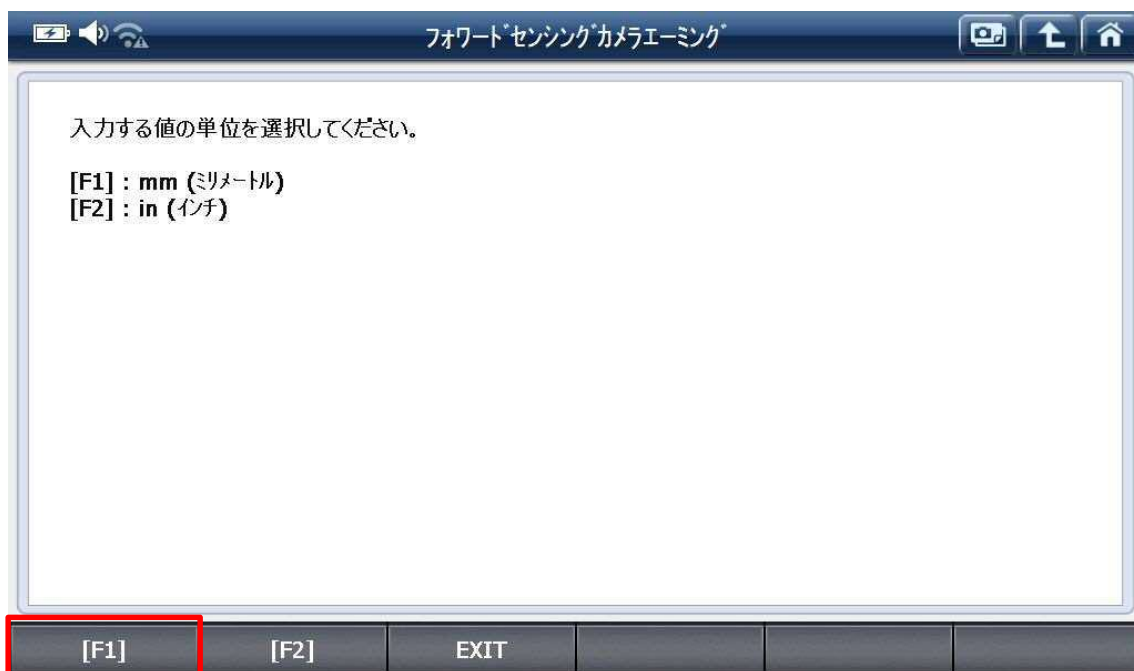 フォワードﾞセンシングﾞカメラエーミングﾞ
入力する値の単位を選択してください。
[F1] : mm (ミリメートル)
[F2] : in (インチ)
[F1] [F2] EXIT